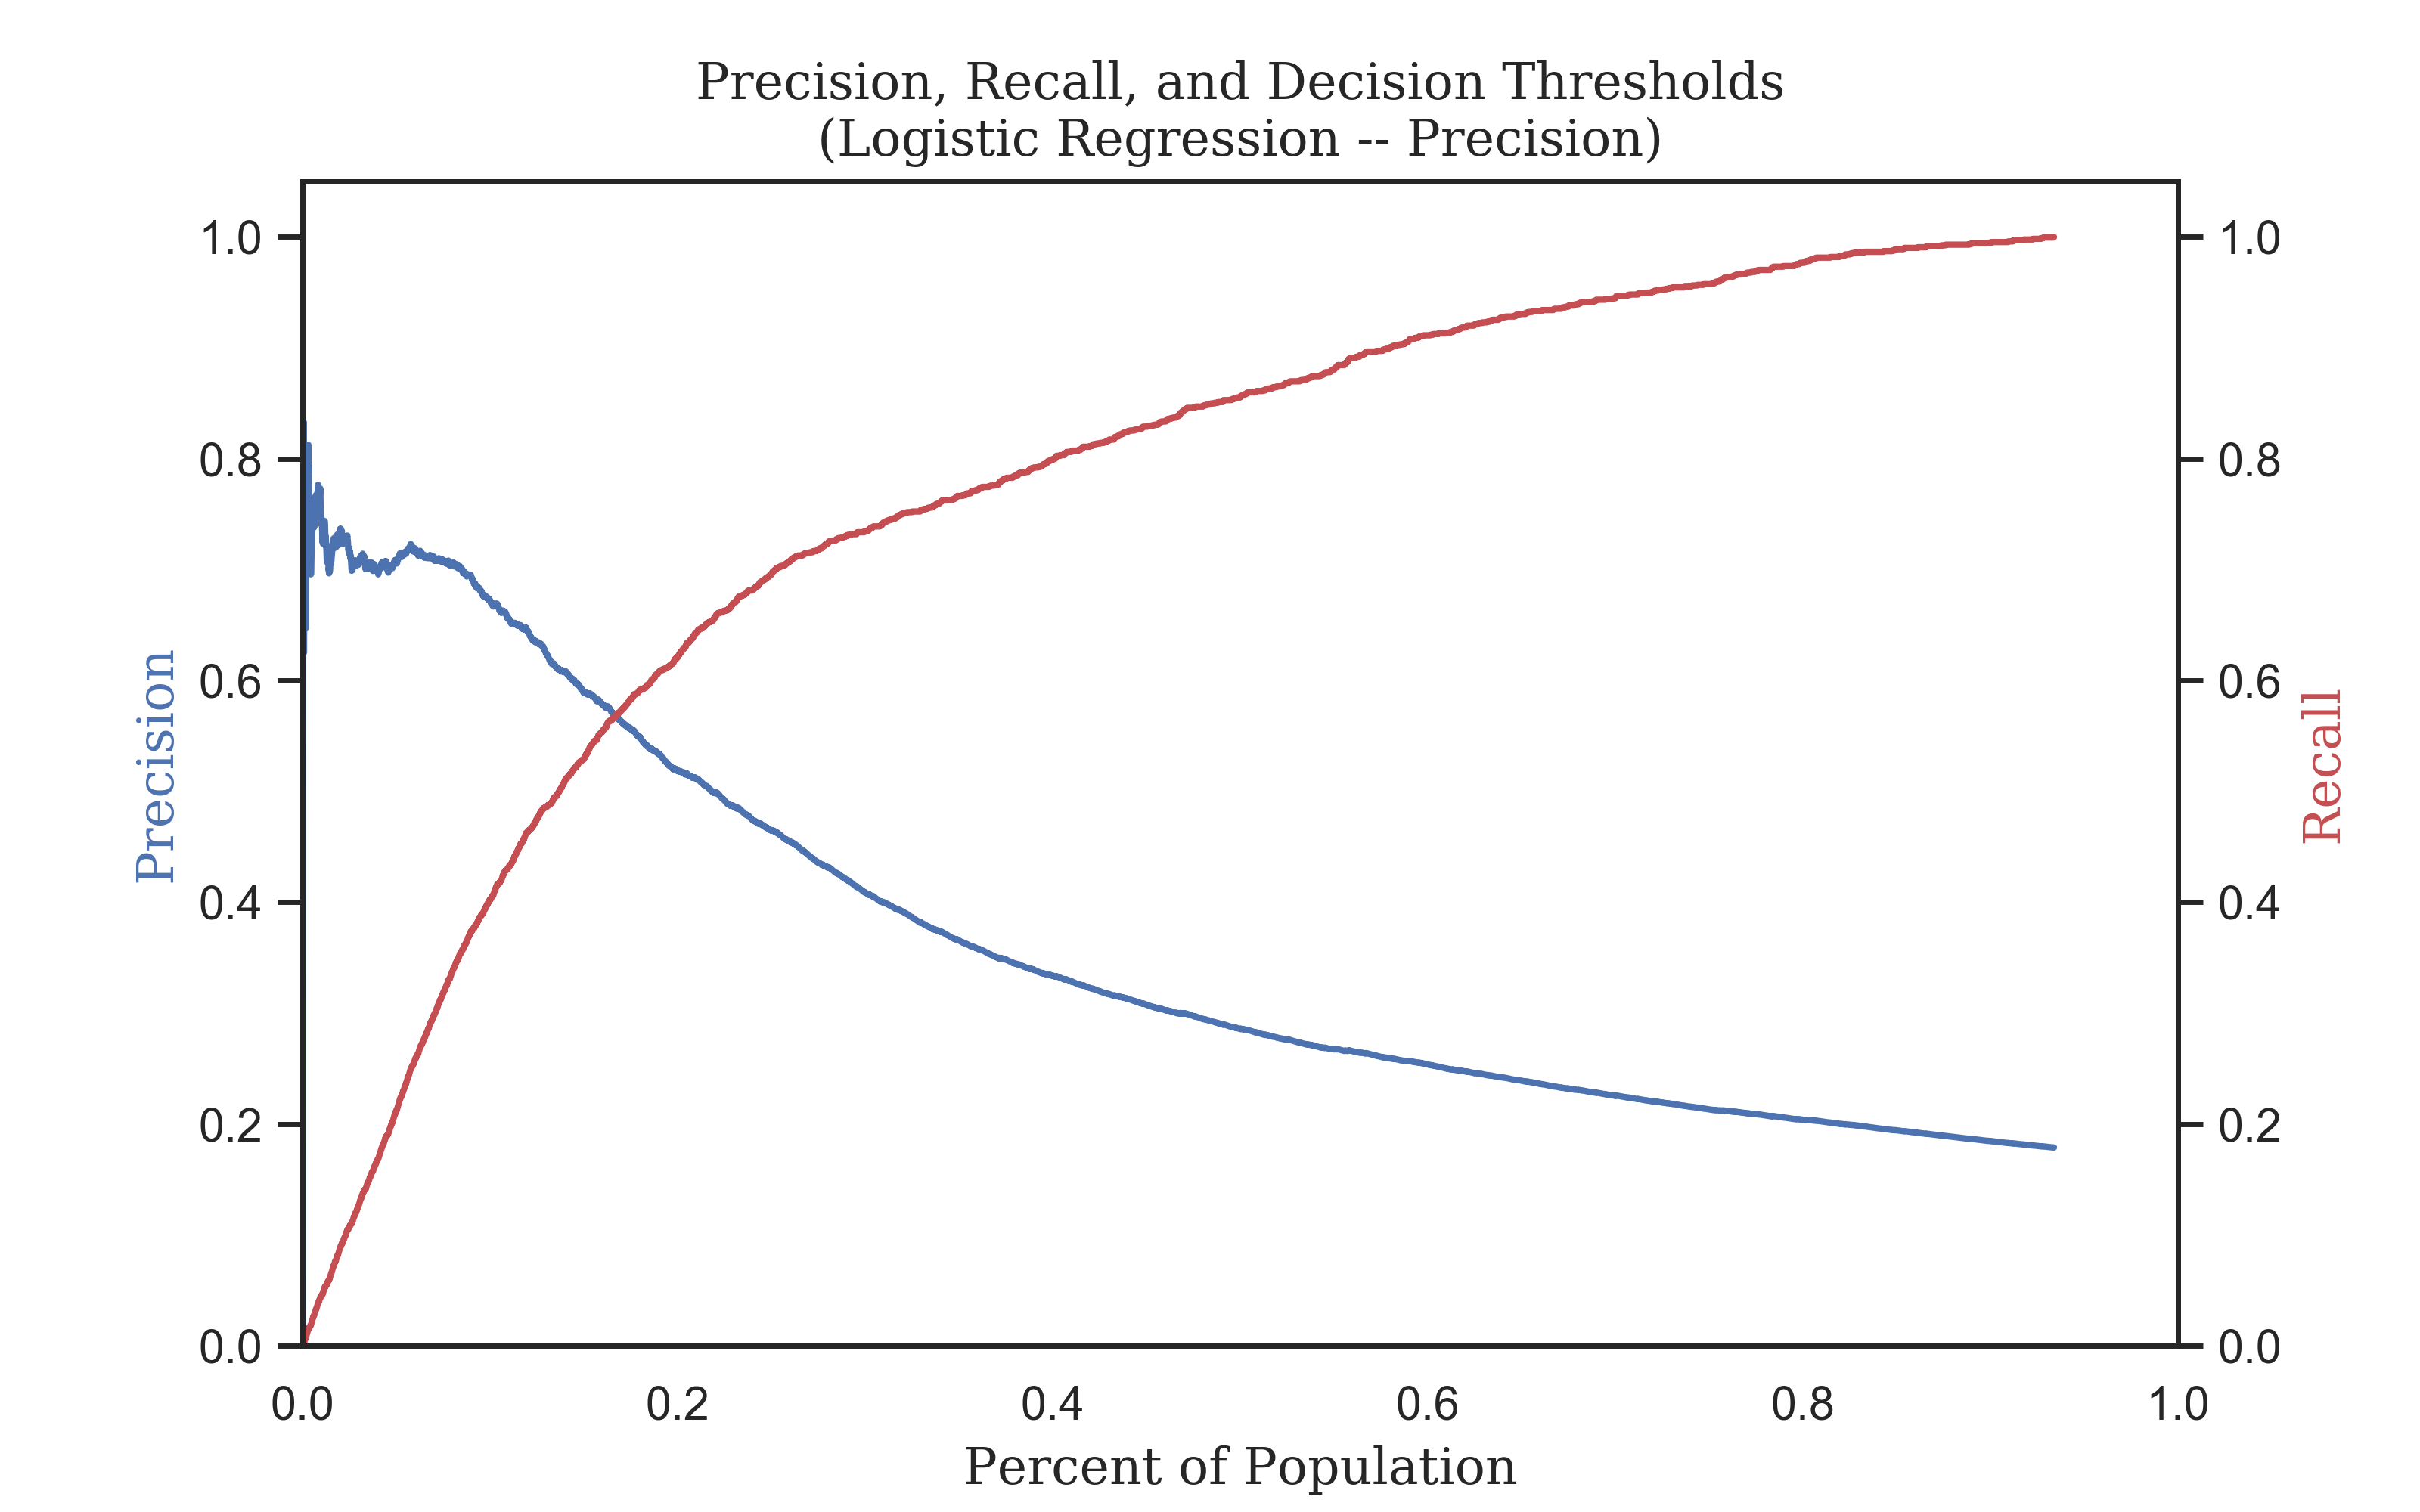 Precision, Recall, and Decision Thresholds
(Logistic Regression -- Precision)
1.0
0.8
0.6
0.4
0.2
0.0
Precision
1.0
0.8
0.6
0.4
0.2
0.0
Recall
0.0 0.2 0.4 0.6 0.8 1.0
Percent of Population